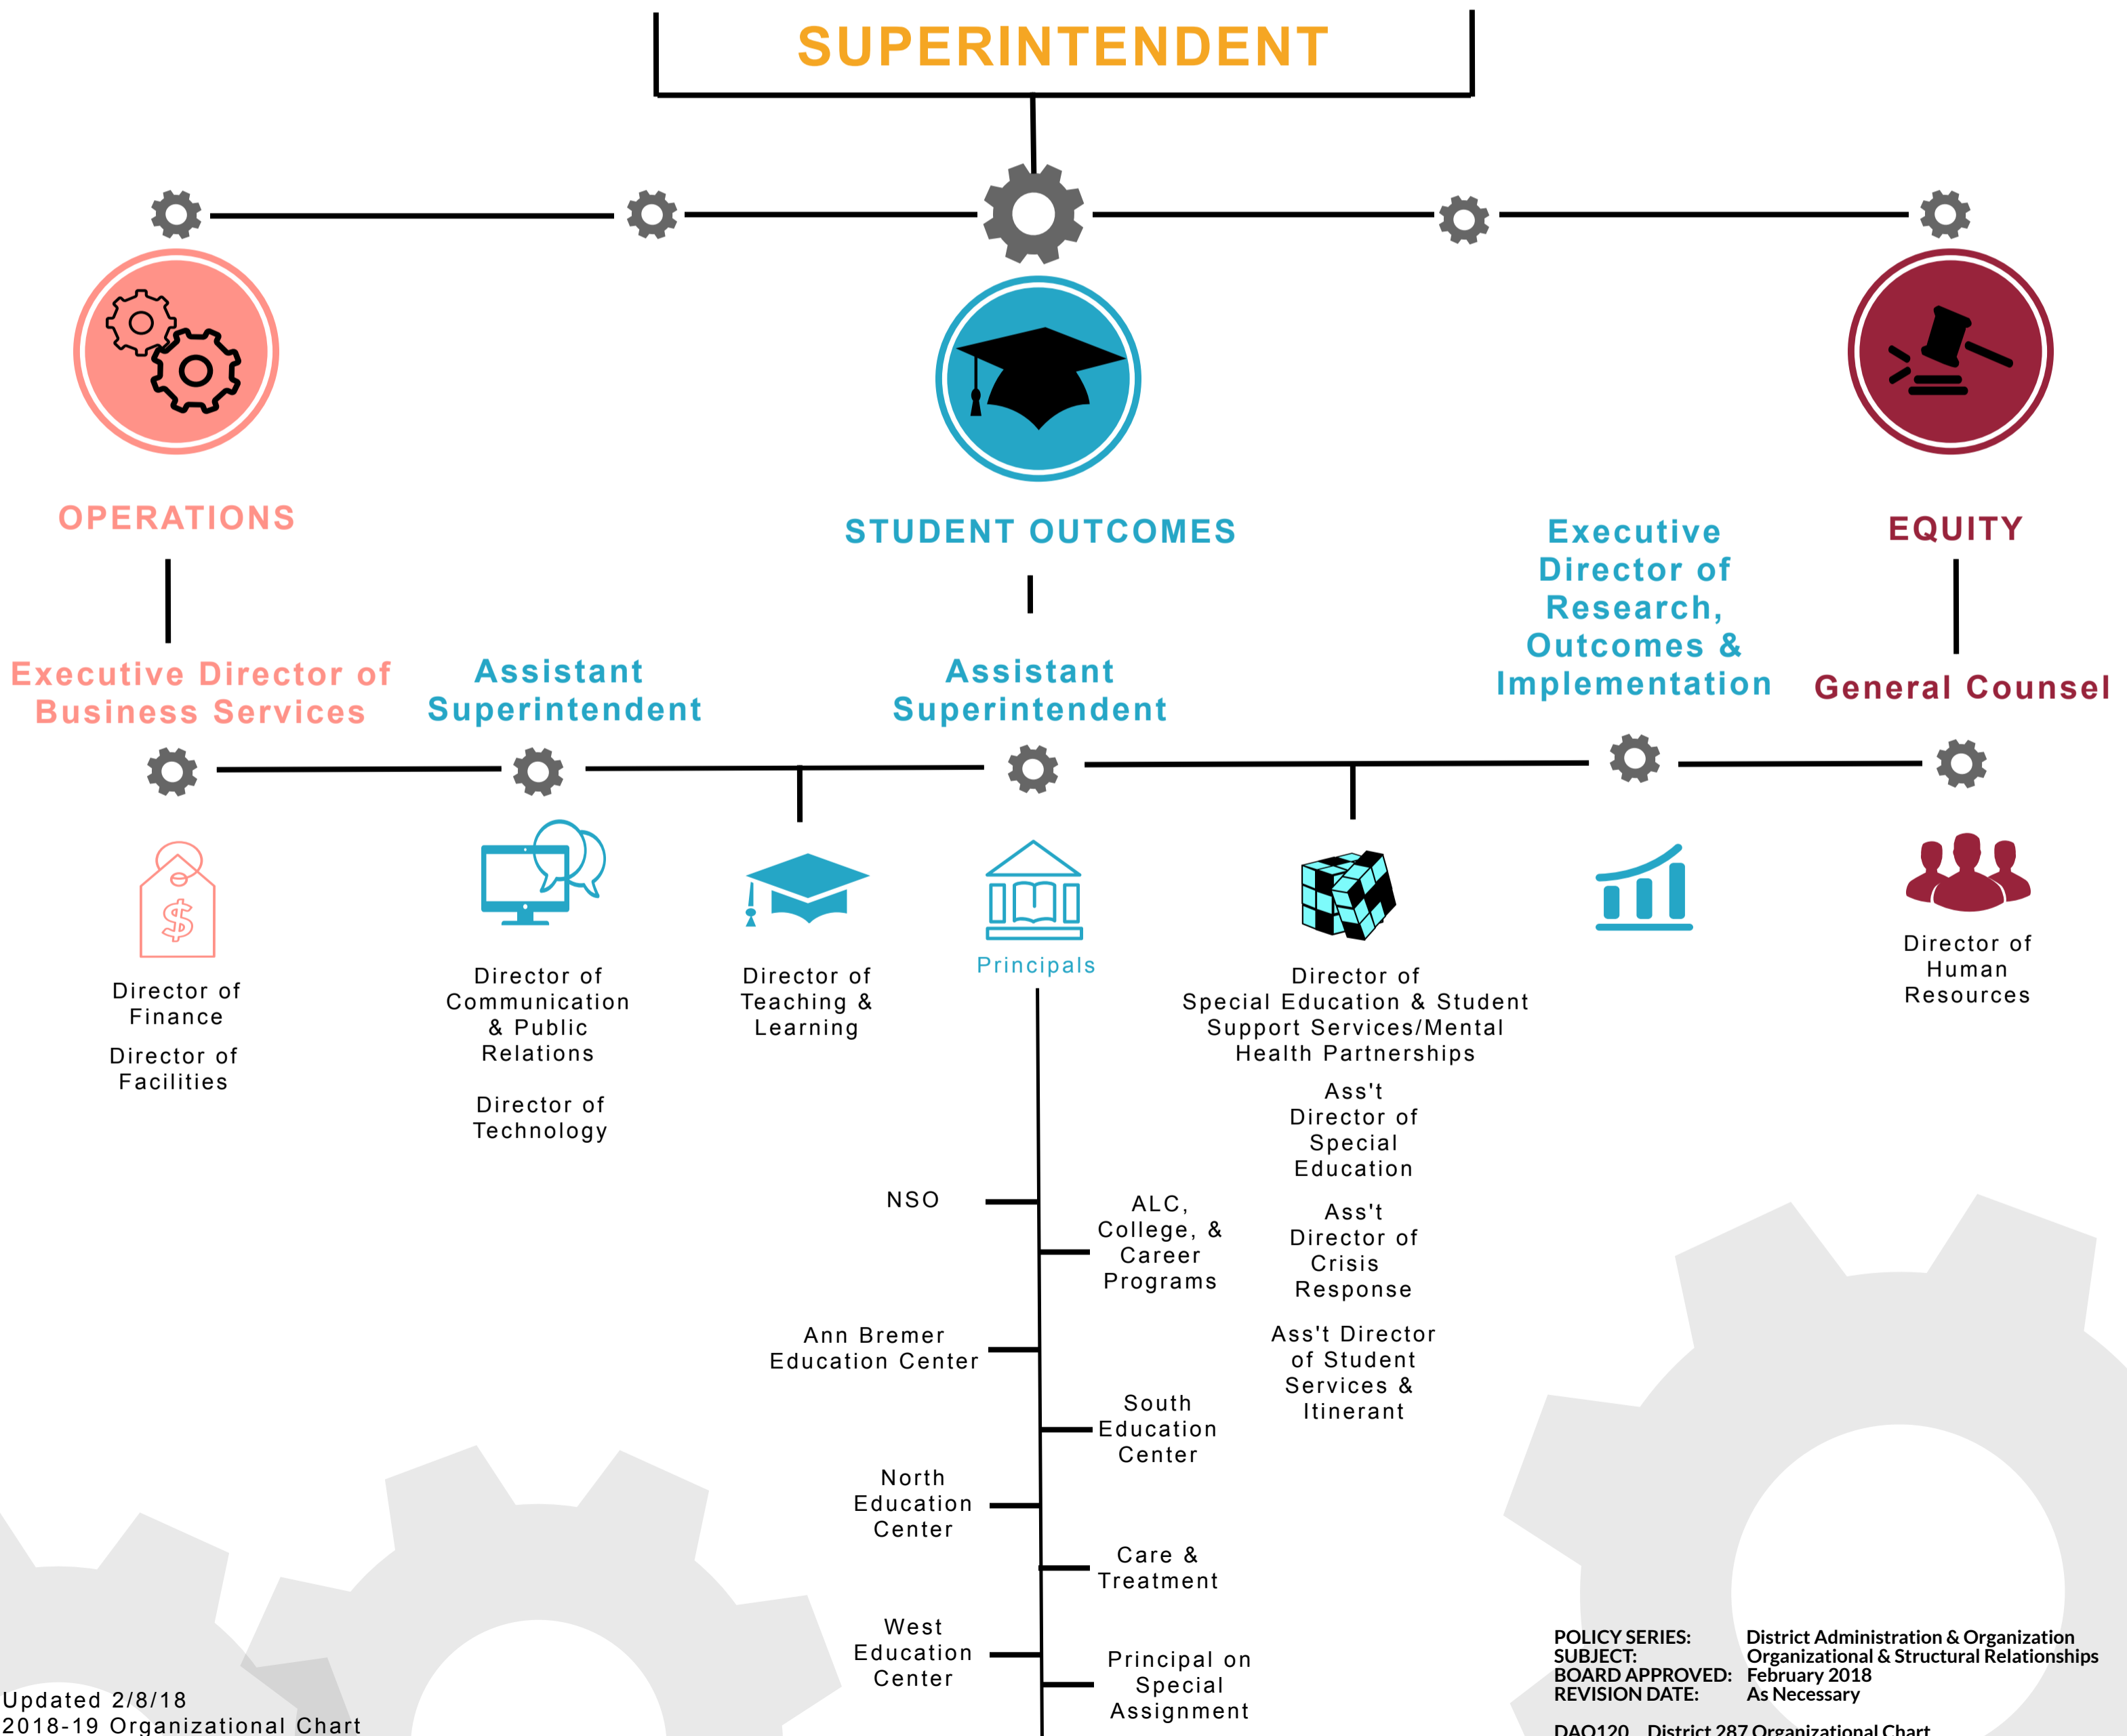 SUPERINTENDENT
OPERATIONS
STUDENT OUTCOMES
EQUITY
Executive Director of
Business Services
Assistant
Superintendent
Assistant
Superintendent
Executive
Director of
Research,
Outcomes &
Implementation
General Counsel
$
Director of
Finance
Director of
Facilities
Director of
Communication
& Public
Relations
Director of
Technology
Director of
Teaching &
Learning
Principals
NSO
ALC,
College, &
Career
Programs
Ann Bremer
Education Center
South
Education
Center
North
Education
Center
Care &
Treatment
West
Education
Center
Principal on
Special
Assignment
Director of
Special Education & Student
Support Services/Mental
Health Partnerships
Ass't
Director of
Special
Education
Ass't
Director of
Crisis
Response
Ass't Director
of Student
Services &
Itinerant
Director of
Human
Resources
Updated 2/8/18
2018-19 Organizational Chart
POLICY SERIES: District Administration & Organization
SUBJECT: Organizational & Structural Relationships
BOARD APPROVED: February 2018
REVISION DATE: As Necessary
DAO120 District 287 Organizational Chart